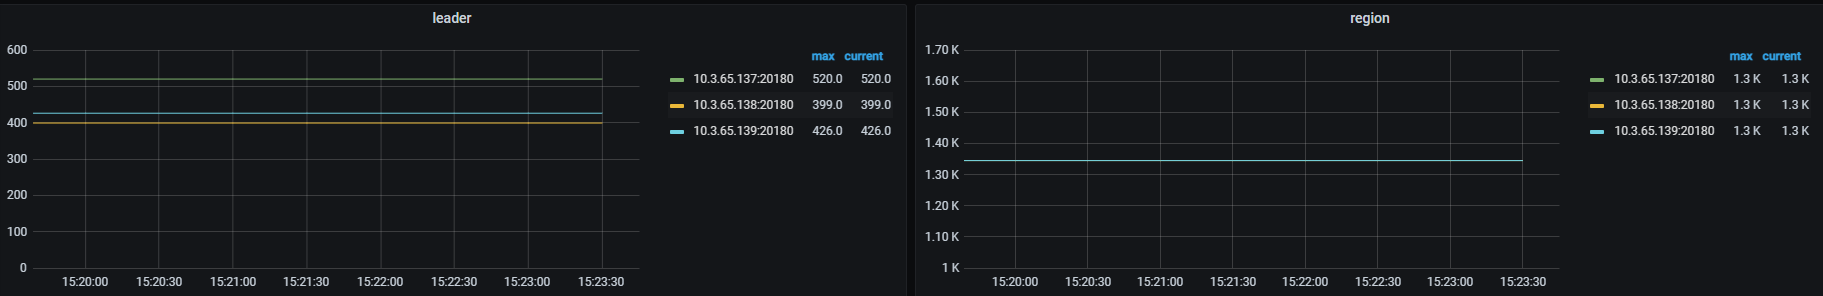 leader
600
500
400
300
200
100
0
15:20:00 15:20:30 15:21:00 15:21:30 15:22:00 15:22:30 15:23:00 15:23:30
max current
10.3.65.137:20180 520.0 520.0
10.3.65.138:20180 399.0 399.0
10.3.65.139:20180 426.0 426.0
region
1.70 K
1.60 K
1.50 K
1.40 K
1.30 K
1.20 K
1.10 K
1 K
15:20:00 15:20:30 15:21:00 15:21:30 15:22:00 15:22:30 15:23:00 15:23:30
max current
10.3.65.137:20180 1.3 K 1.3 K
10.3.65.138:20180 1.3 K 1.3 K
10.3.65.139:20180 1.3 K 1.3 K